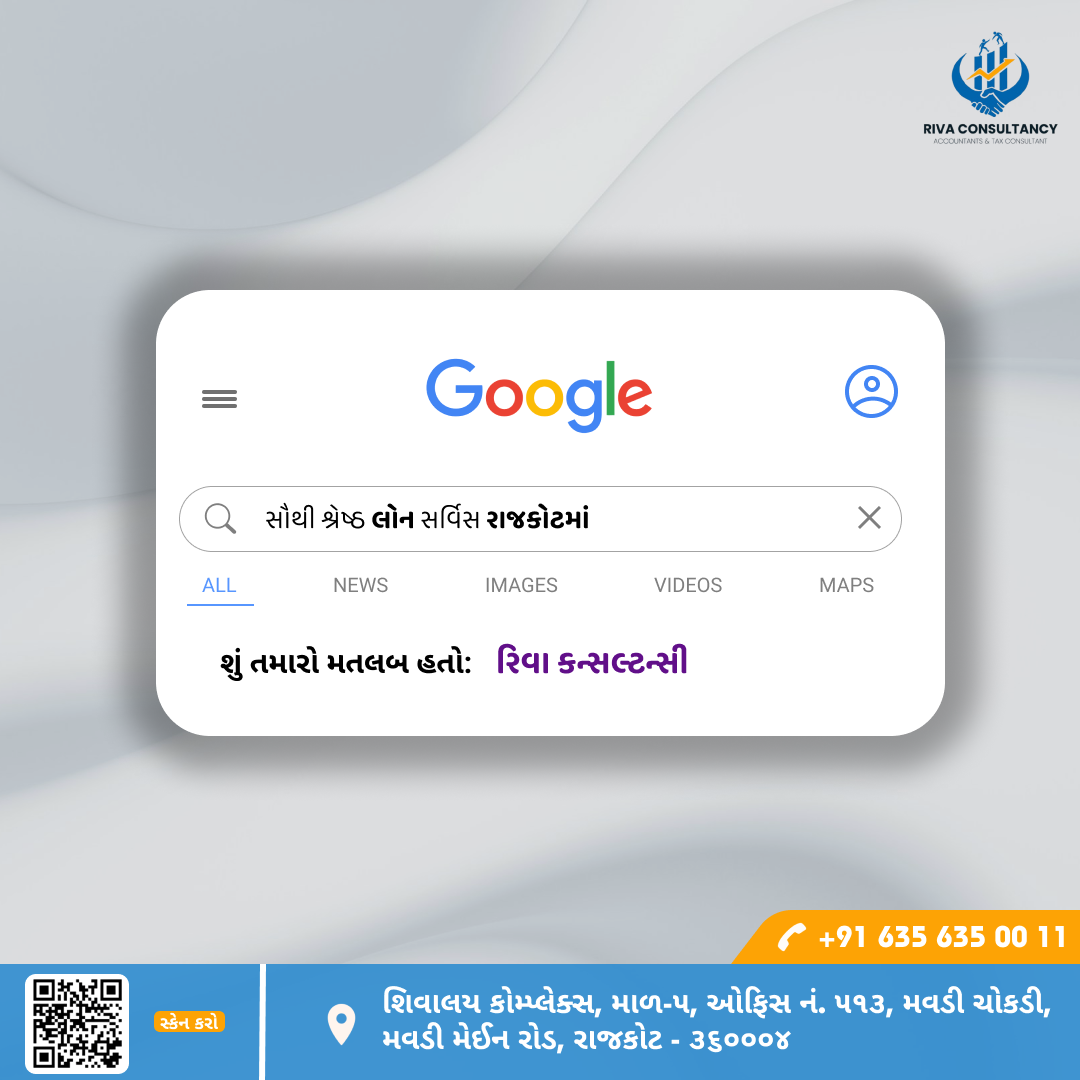 RIVA CONSULTANCY
ACCOUNTANTS & TAX CONSULTANT
Google
સૌથી શ્રેષ્ઠ લોન સર્વિસ રાજકોટમાં
ALL NEWS IMAGES VIDEOS MAPS
શું તમારો મતલબ હતો: રિવા કન્સલ્ટન્સી
+91 635 635 00 11
સ્કેન કરો
શિવાલય કોમ્પ્લેક્સ, માળ-૫, ઓફિસ નં. ૫૧૩, મવડી ચોકડી,
મવડી મેઈન રોડ, રાજકોટ - ૩૬૦૦૦૪